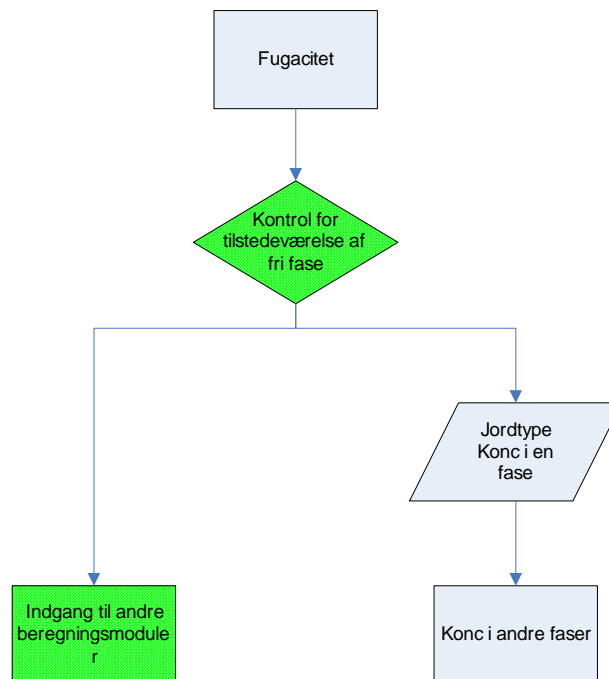 Fugacitet
Kontrol for
tilstedeværelse af
fri fase
Jordtype
Konc i en
fase
Indgang til andre
beregningsmodule
r
Konc i andre faser